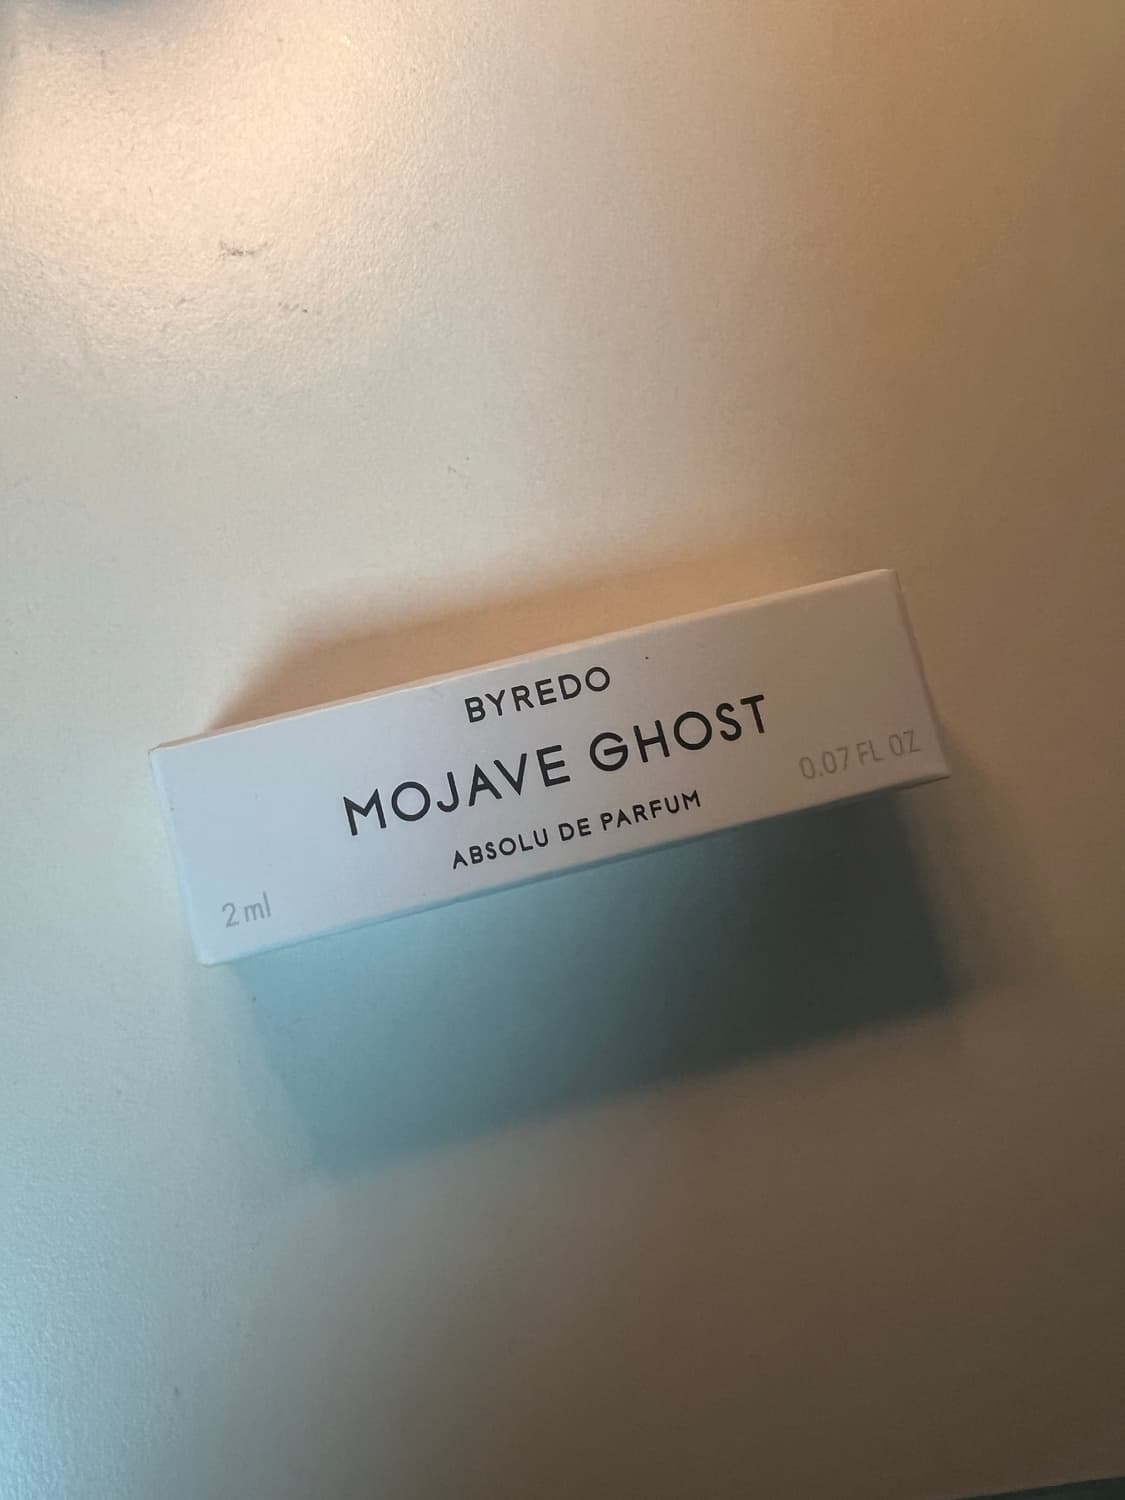 BYREDO
MOJAVE GHOST
ABSOLU DE PARFUM
2 ml
0.07 FL OZ